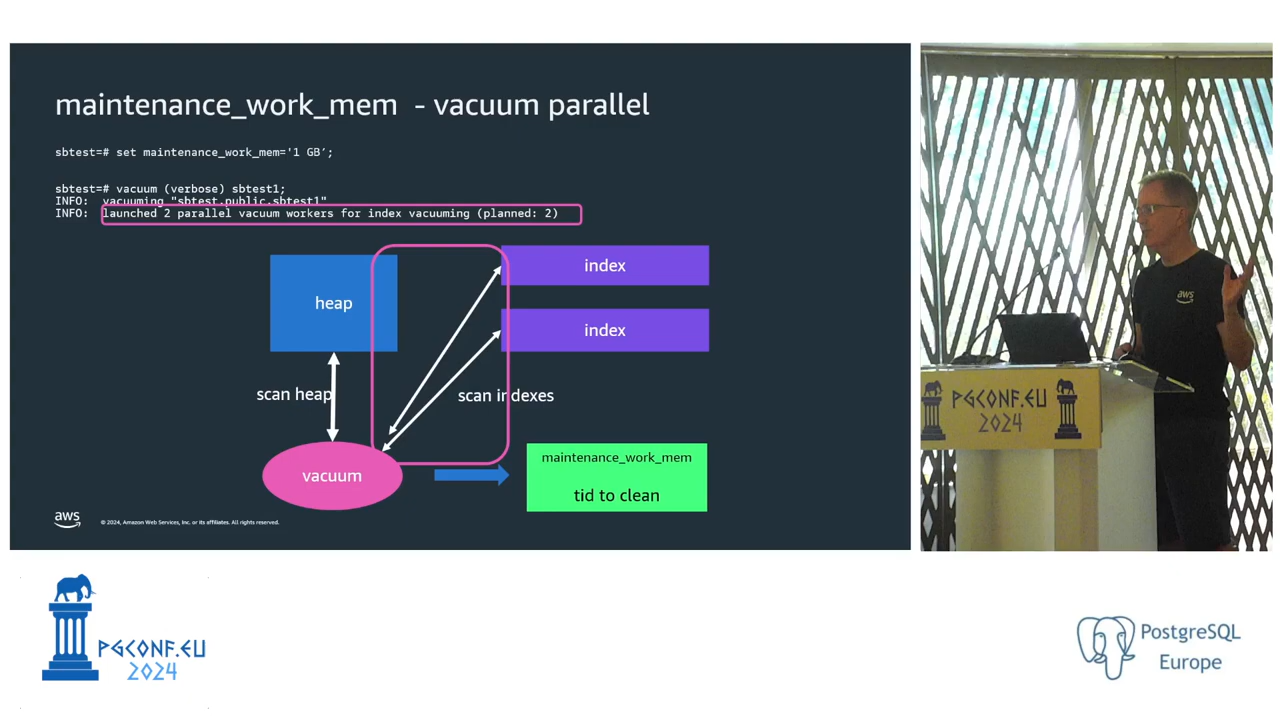 maintenance_work_mem - vacuum parallel
sbtest=# set maintenance_work_mem='1 GB';
sbtest=# vacuum (verbose) sbtest1;
INFO: vacuuming "sbtest.public.sbtest1"
INFO: launched 2 parallel vacuum workers for index vacuuming (planned: 2)
heap
index
index
scan heap
scan indexes
vacuum
maintenance_work_mem
tid to clean
aws
© 2024, Amazon Web Services, Inc. or its affiliates. All rights reserved.
aws
PGCONF.EU
2024
PGCONF.EU
2024
PostgreSQL
Europe